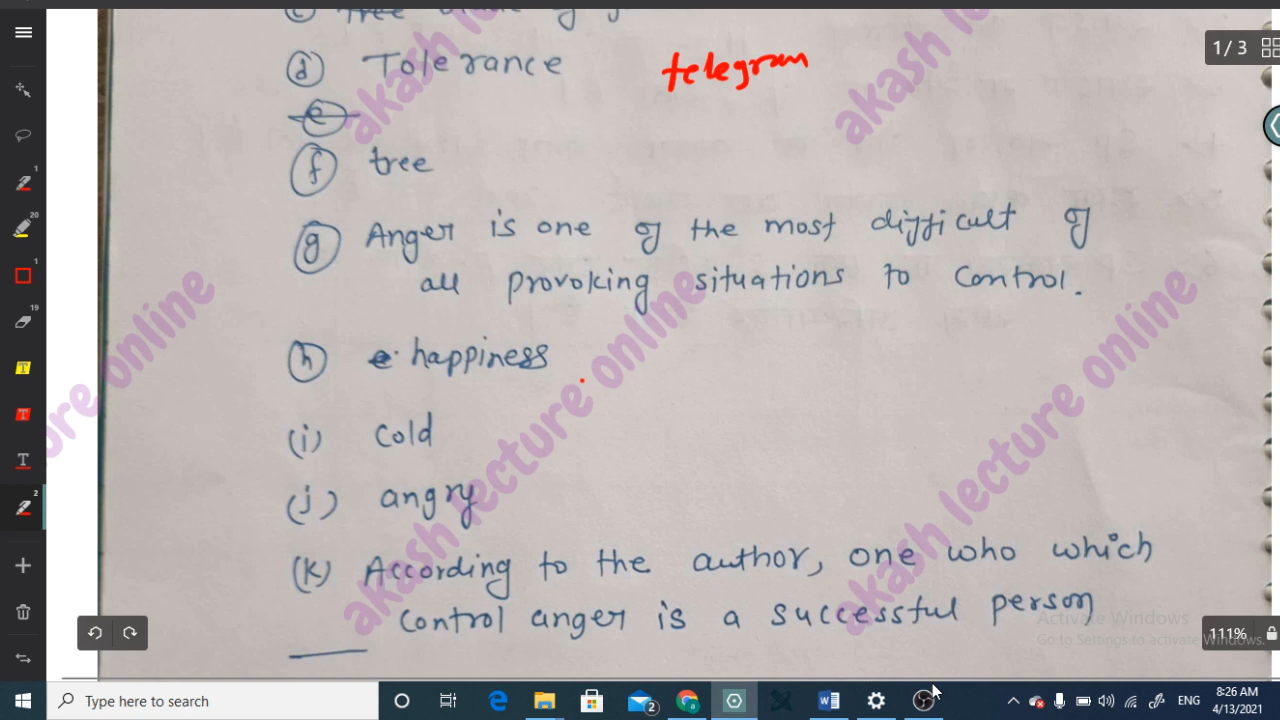 1 / 3
(d) Tolerance telegram
(e)
(f) tree
(g) Anger is one of the most difficult of
all provoking situations to control.
(h) happiness
(i) cold
(j) angry
(k) According to the author, one who which
control anger is a successful person
akash lecture online
Activate Windows
Go to Settings to activate Windows.
111%
Type here to search
ENG
8:26 AM
4/13/2021